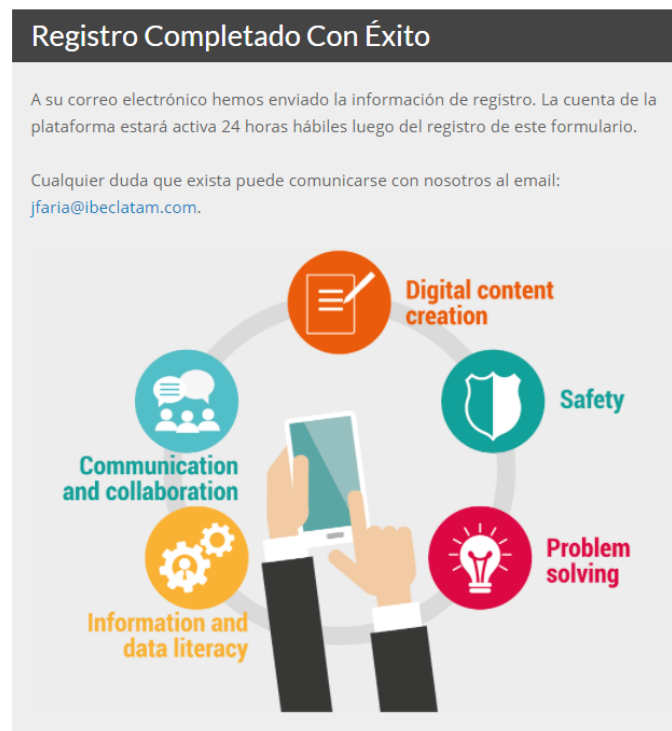 Registro Completado Con Éxito
A su correo electrónico hemos enviado la información de registro. La cuenta de la
plataforma estará activa 24 horas hábiles luego del registro de este formulario.
Cualquier duda que exista puede comunicarse con nosotros al email:
jfaria@ibeclatam.com.
Digital content
creation
Safety
Communication
and collaboration
Problem
solving
Information and
data literacy